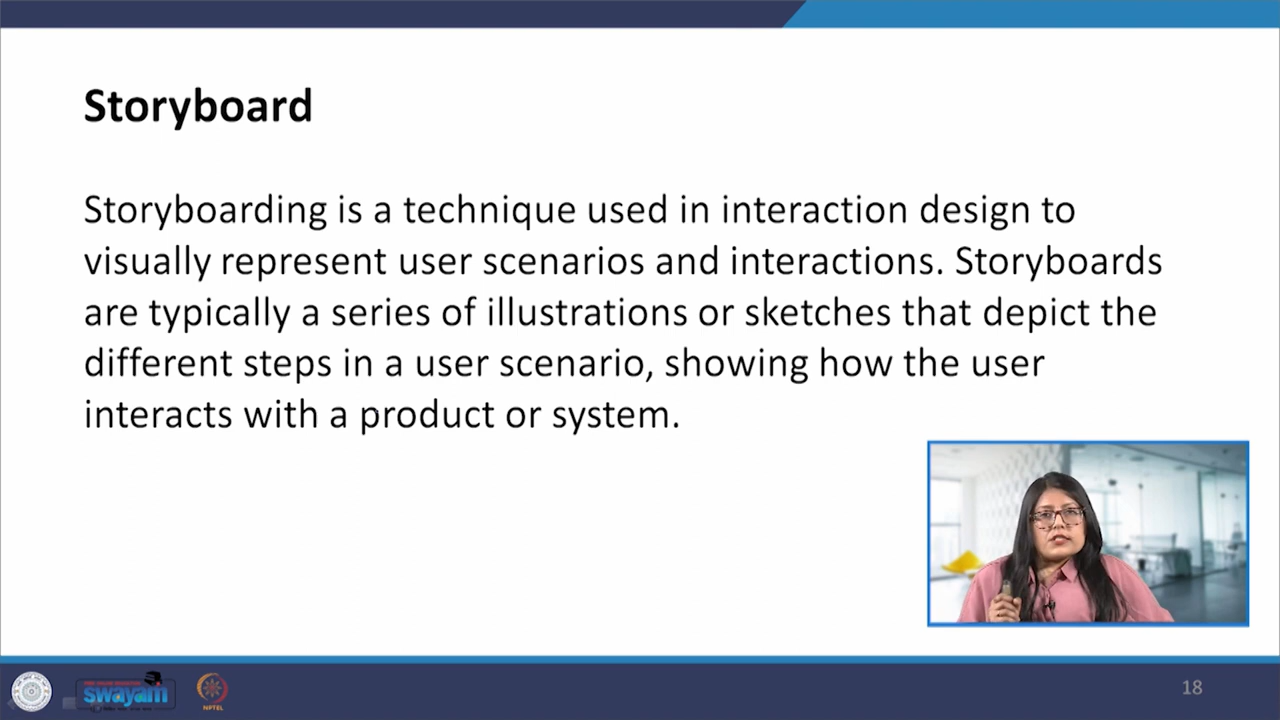 Storyboard
Storyboarding is a technique used in interaction design to
visually represent user scenarios and interactions. Storyboards
are typically a series of illustrations or sketches that depict the
different steps in a user scenario, showing how the user
interacts with a product or system.
swayam
NPTEL
18